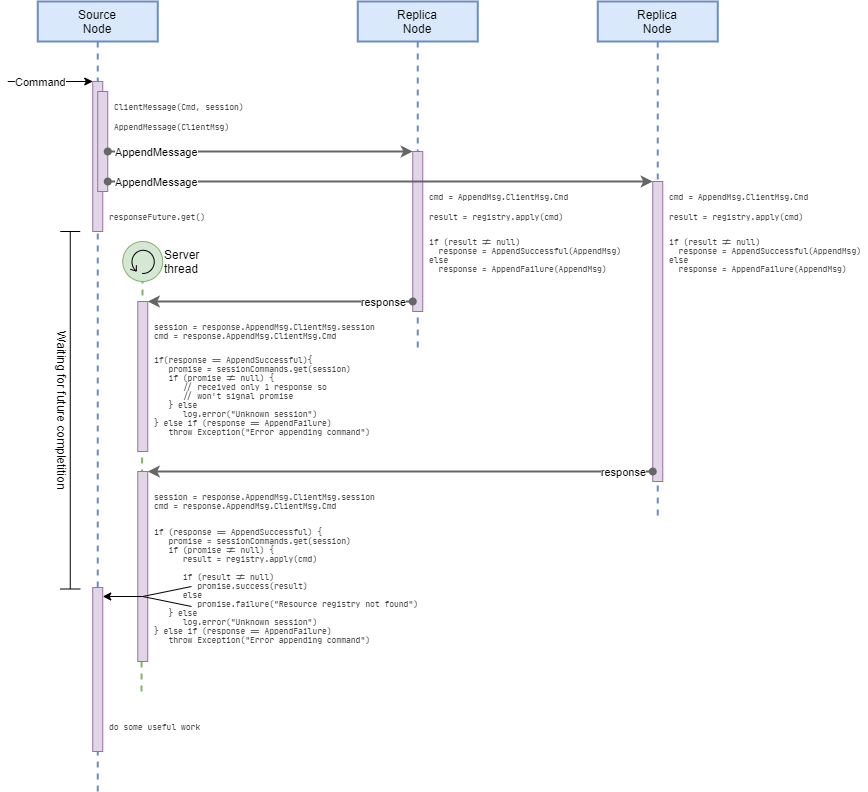 Source
Node
Replica
Node
Replica
Node
Command
ClientMessage(Cmd, session)
AppendMessage(ClientMsg)
AppendMessage
AppendMessage
responseFuture.get()
cmd = AppendMsg.ClientMsg.Cmd
result = registry.apply(cmd)
if (result ≠ null)
response = AppendSuccessful(AppendMsg)
else
response = AppendFailure(AppendMsg)
cmd = AppendMsg.ClientMsg.Cmd
result = registry.apply(cmd)
if (result ≠ null)
response = AppendSuccessful(AppendMsg)
else
response = AppendFailure(AppendMsg)
Server
thread
response
Waiting for future completition
session = response.AppendMsg.ClientMsg.session
cmd = response.AppendMsg.ClientMsg.Cmd
if(response == AppendSuccessful){
promise = sessionCommands.get(session)
if (promise ≠ null) {
// received only 1 response so
// won't signal promise
} else
log.error("Unknown session")
} else if (response == AppendFailure)
throw Exception("Error appending command")
response
session = response.AppendMsg.ClientMsg.session
cmd = response.AppendMsg.ClientMsg.Cmd
if (response == AppendSuccessful) {
promise = sessionCommands.get(session)
if (promise ≠ null) {
result = registry.apply(cmd)
if (result ≠ null)
promise.success(result)
else
promise.failure("Resource registry not found")
} else
log.error("Unknown session")
} else if (response == AppendFailure)
throw Exception("Error appending command")
do some useful work